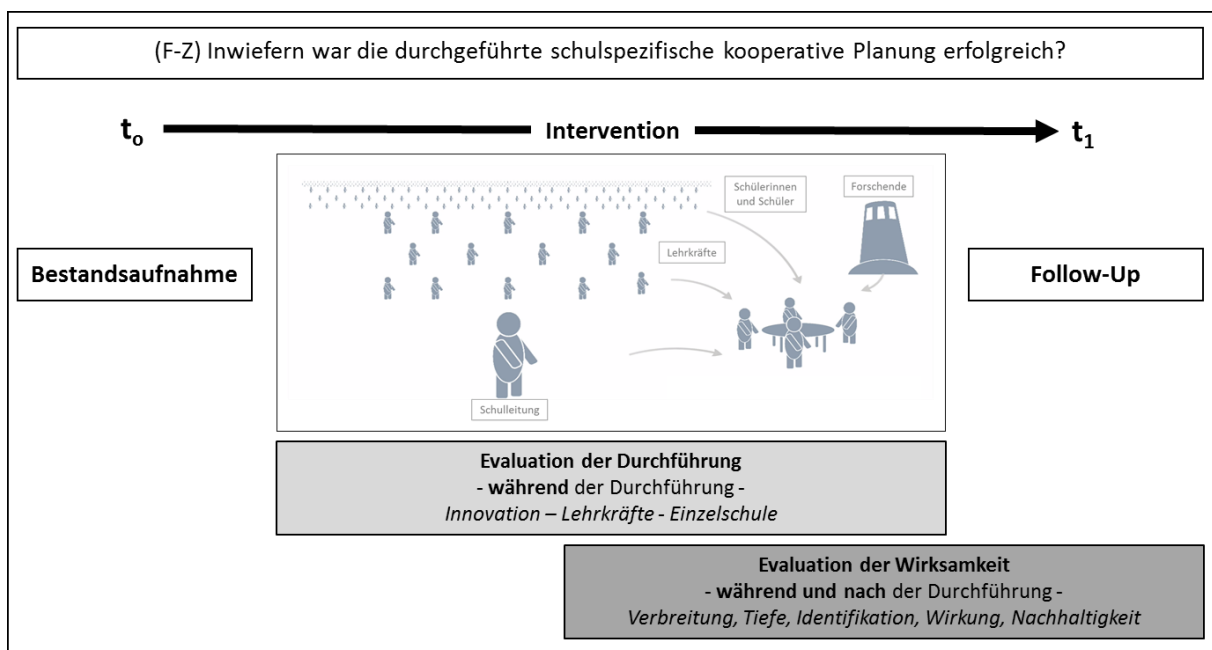 (F-Z) Inwiefern war die durchgeführte schulspezifische kooperative Planung erfolgreich?
t₀ Intervention t₁
Schülerinnen
und Schüler
Forschende
Lehrkräfte
Bestandsaufnahme
Follow-Up
Schulleitung
Evaluation der Durchführung
- während der Durchführung -
Innovation – Lehrkräfte - Einzelschule
Evaluation der Wirksamkeit
- während und nach der Durchführung -
Verbreitung, Tiefe, Identifikation, Wirkung, Nachhaltigkeit